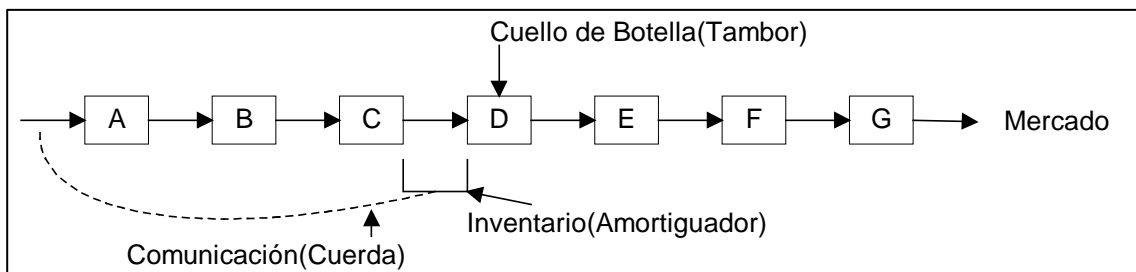 Cuello de Botella(Tambor)
A B C D E F G Mercado
Inventario(Amortiguador)
Comunicación(Cuerda)